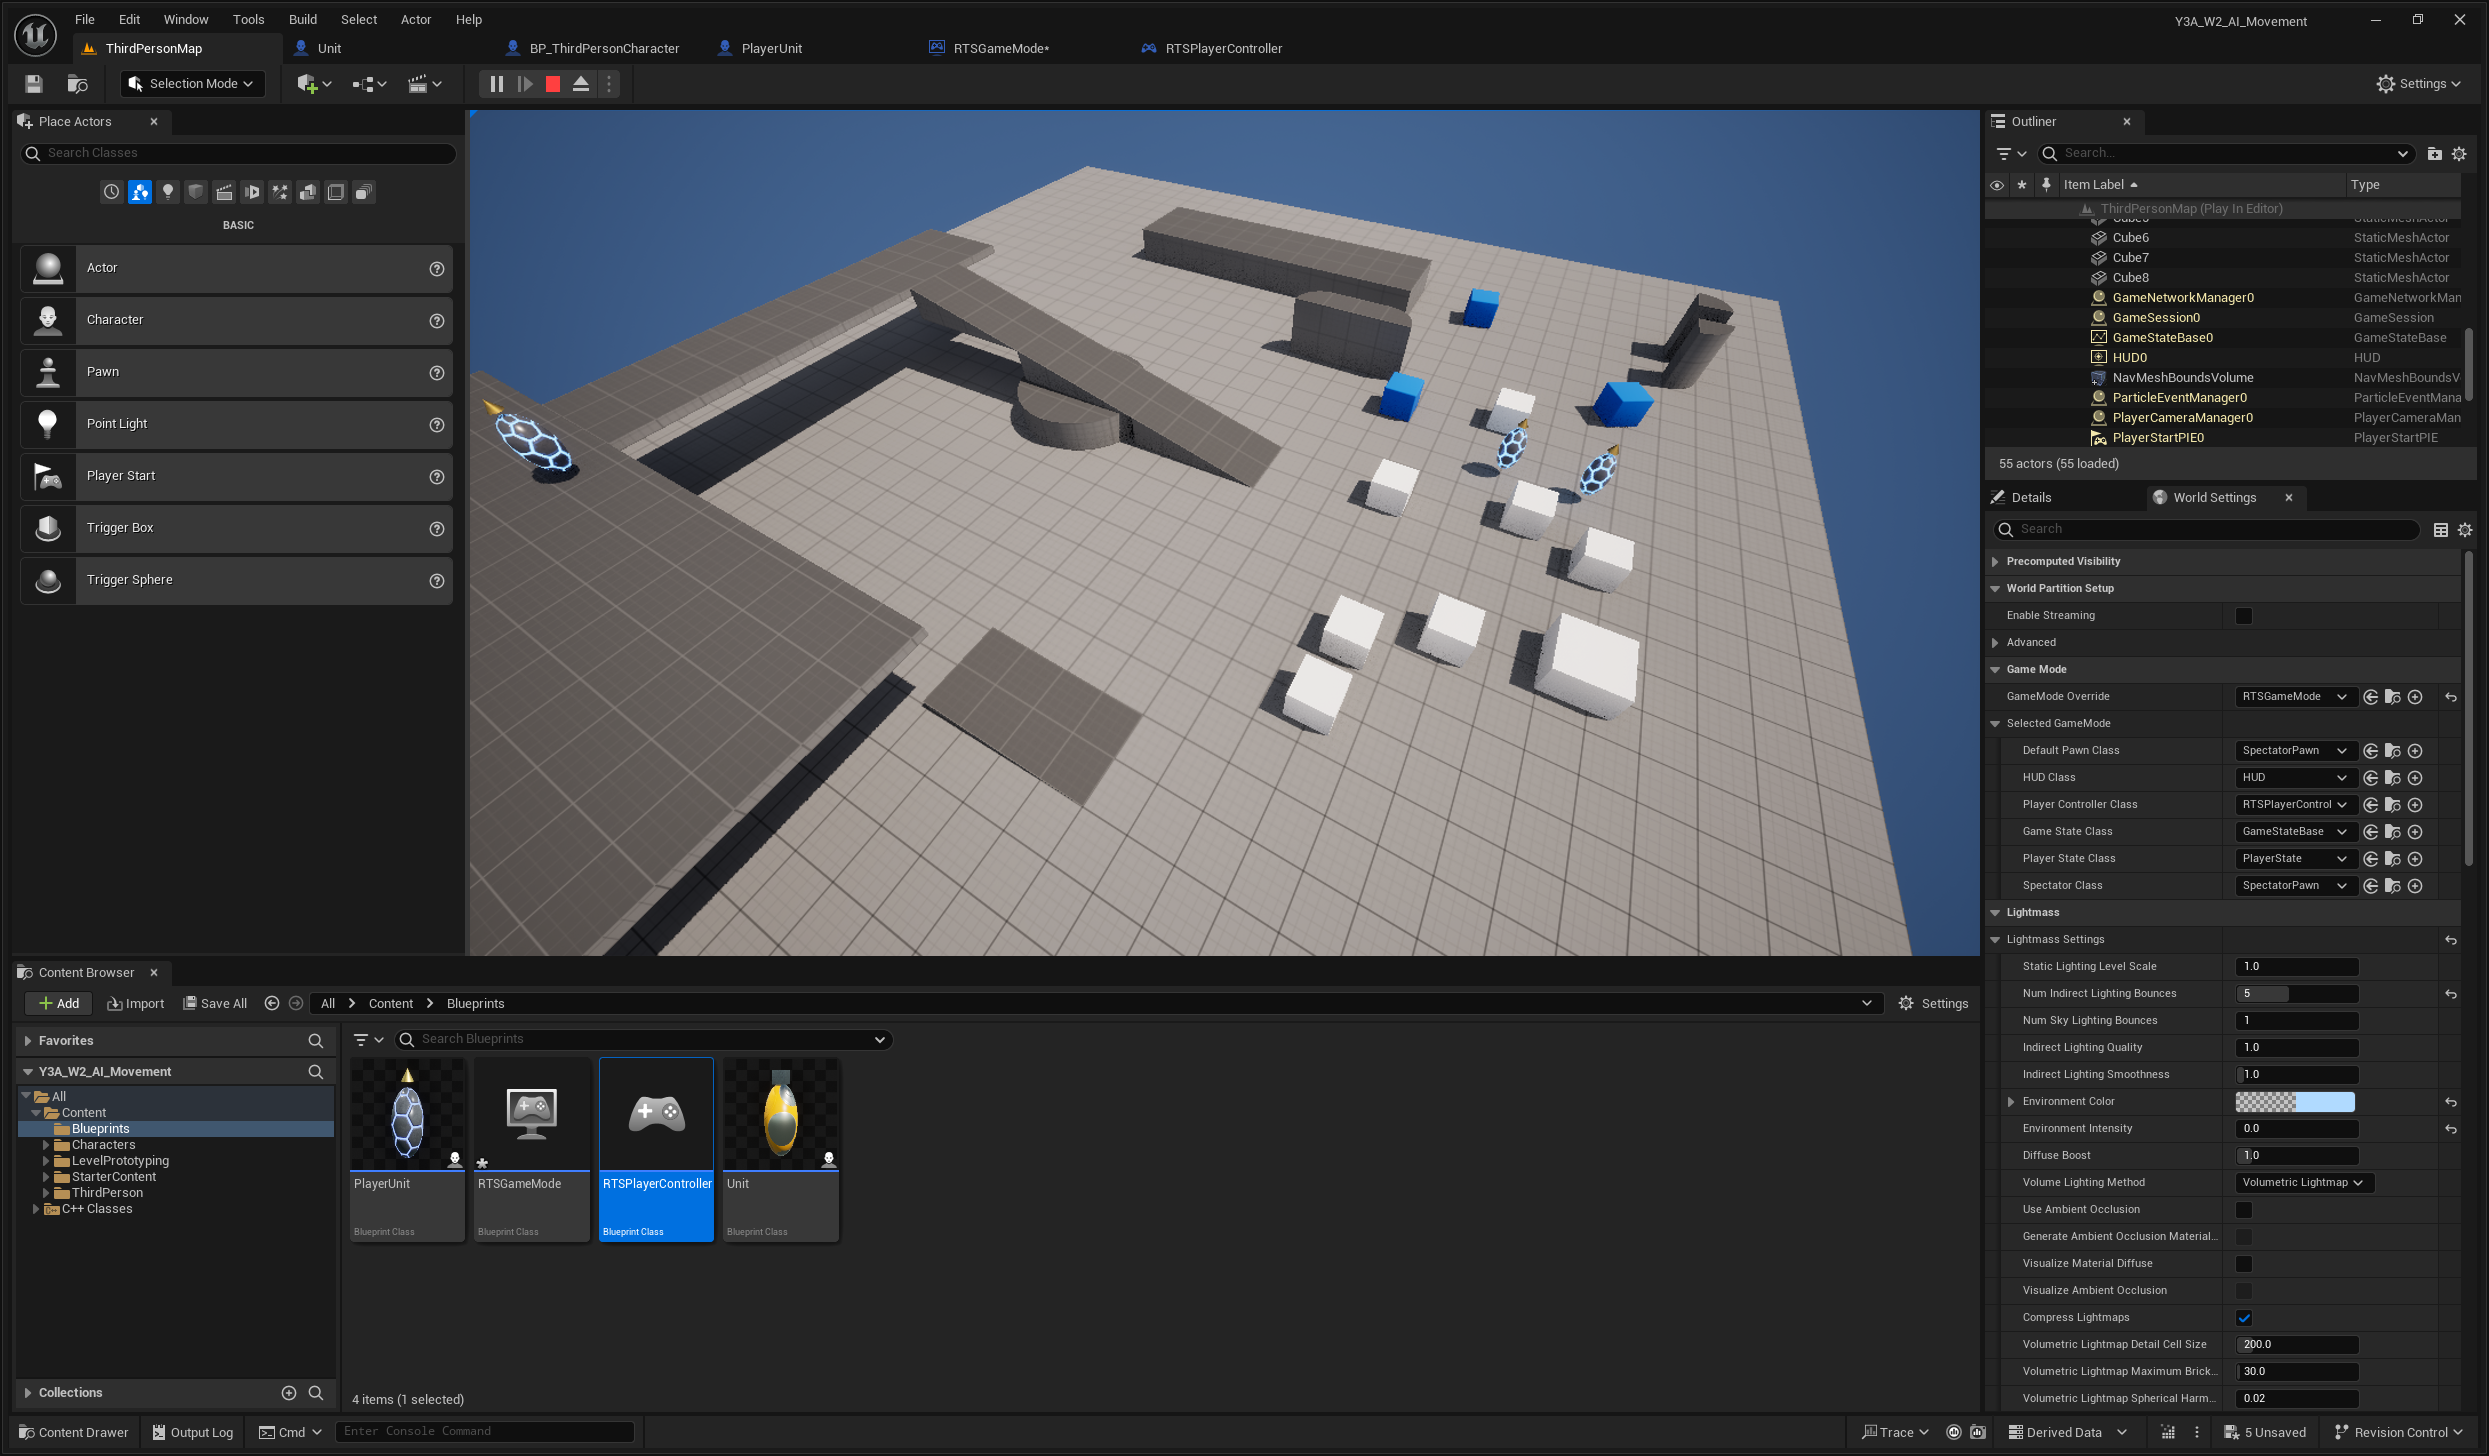 File Edit Window Tools Build Select Actor Help
Y3A_W2_AI_Movement
ThirdPersonMap Unit BP_ThirdPersonCharacter PlayerUnit RTSGameMode* RTSPlayerController
Selection Mode
Settings
Place Actors
Search Classes
BASIC
Actor
Character
Pawn
Point Light
Player Start
Trigger Box
Trigger Sphere
Outliner
Search...
Item Label Type
ThirdPersonMap (Play In Editor)
Cube6 StaticMeshActor
Cube7 StaticMeshActor
Cube8 StaticMeshActor
GameNetworkManager0 GameNetworkMan
GameSession0 GameSession
GameStateBase0 GameStateBase
HUD0 HUD
NavMeshBoundsVolume NavMeshBoundsV
ParticleEventManager0 ParticleEventMana
PlayerCameraManager0 PlayerCameraMan
PlayerStartPIE0 PlayerStartPIE
55 actors (55 loaded)
Details World Settings
Search
Precomputed Visibility
World Partition Setup
Enable Streaming
Advanced
Game Mode
GameMode Override RTSGameMode
Selected GameMode
Default Pawn Class SpectatorPawn
HUD Class HUD
Player Controller Class RTSPlayerControl
Game State Class GameStateBase
Player State Class PlayerState
Spectator Class SpectatorPawn
Lightmass
Lightmass Settings
Static Lighting Level Scale 1.0
Num Indirect Lighting Bounces 5
Num Sky Lighting Bounces 1
Indirect Lighting Quality 1.0
Indirect Lighting Smoothness 1.0
Environment Color
Environment Intensity 0.0
Diffuse Boost 1.0
Volume Lighting Method Volumetric Lightmap
Use Ambient Occlusion
Generate Ambient Occlusion Material...
Visualize Material Diffuse
Visualize Ambient Occlusion
Compress Lightmaps
Volumetric Lightmap Detail Cell Size 200.0
Volumetric Lightmap Maximum Brick... 30.0
Volumetric Lightmap Spherical Harm... 0.02
Content Browser
Add Import Save All All Content Blueprints Settings
Favorites
Search Blueprints
Y3A_W2_AI_Movement
All
Content
Blueprints
Characters
LevelPrototyping
StarterContent
ThirdPerson
C++ Classes
PlayerUnit RTSGameMode RTSPlayerController Unit
Blueprint Class Blueprint Class Blueprint Class Blueprint Class
Collections
4 items (1 selected)
Content Drawer Output Log Cmd Enter Console Command Trace Derived Data 5 Unsaved Revision Control